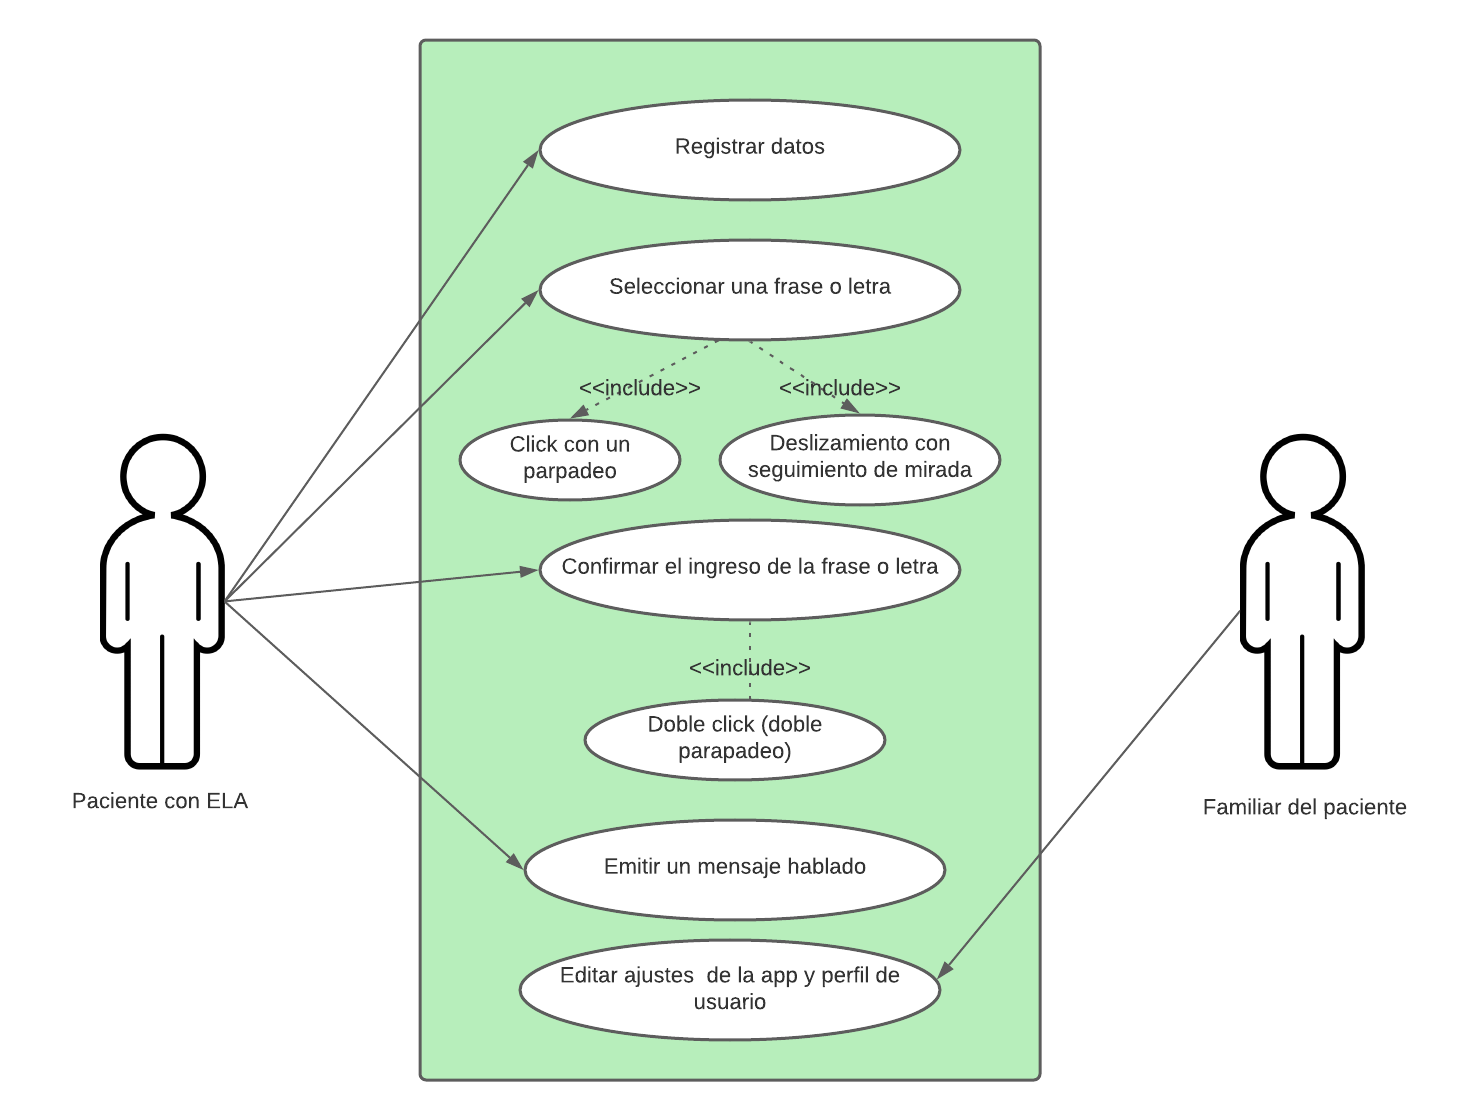 Registrar datos
Seleccionar una frase o letra
<<include>>
<<include>>
Click con un
parpadeo
Deslizamiento con
seguimiento de mirada
Confirmar el ingreso de la frase o letra
<<include>>
Doble click (doble
parapadeo)
Paciente con ELA
Familiar del paciente
Emitir un mensaje hablado
Editar ajustes  de la app y perfil de
usuario